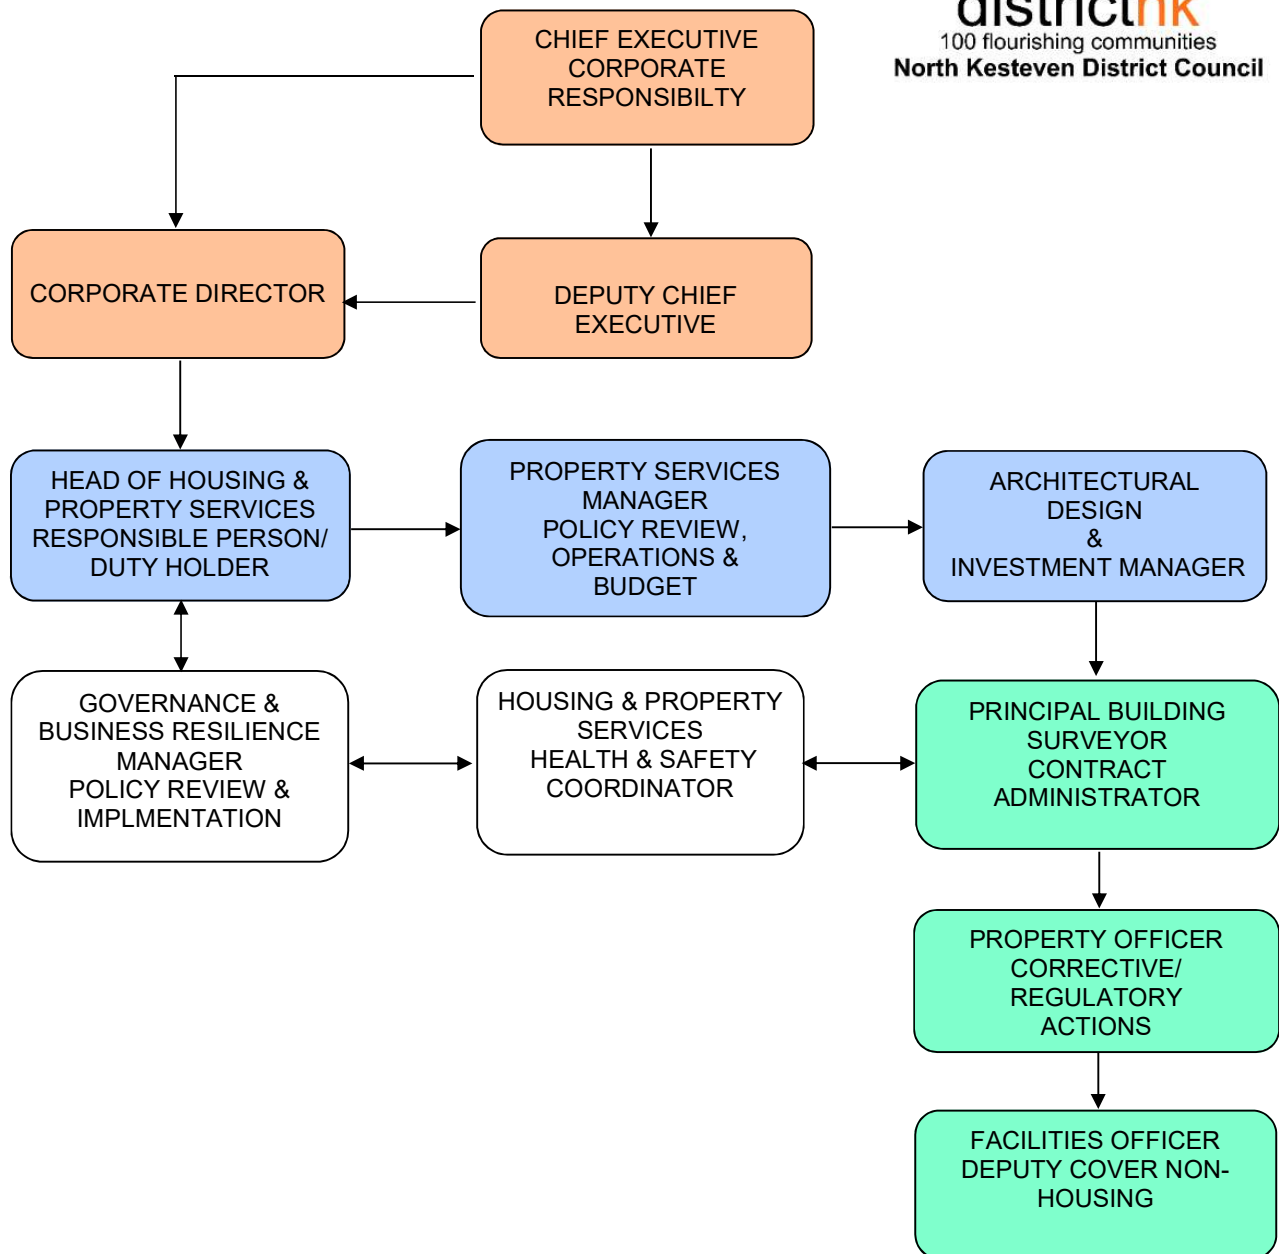 districtnk
100 flourishing communities
North Kesteven District Council
CHIEF EXECUTIVE
CORPORATE
RESPONSIBILTY
CORPORATE DIRECTOR
DEPUTY CHIEF
EXECUTIVE
HEAD OF HOUSING &
PROPERTY SERVICES
RESPONSIBLE PERSON/
DUTY HOLDER
PROPERTY SERVICES
MANAGER
POLICY REVIEW,
OPERATIONS &
BUDGET
ARCHITECTURAL
DESIGN
&
INVESTMENT MANAGER
GOVERNANCE &
BUSINESS RESILIENCE
MANAGER
POLICY REVIEW &
IMPLMENTATION
HOUSING & PROPERTY
SERVICES
HEALTH & SAFETY
COORDINATOR
PRINCIPAL BUILDING
SURVEYOR
CONTRACT
ADMINISTRATOR
PROPERTY OFFICER
CORRECTIVE/
REGULATORY
ACTIONS
FACILITIES OFFICER
DEPUTY COVER NON-
HOUSING